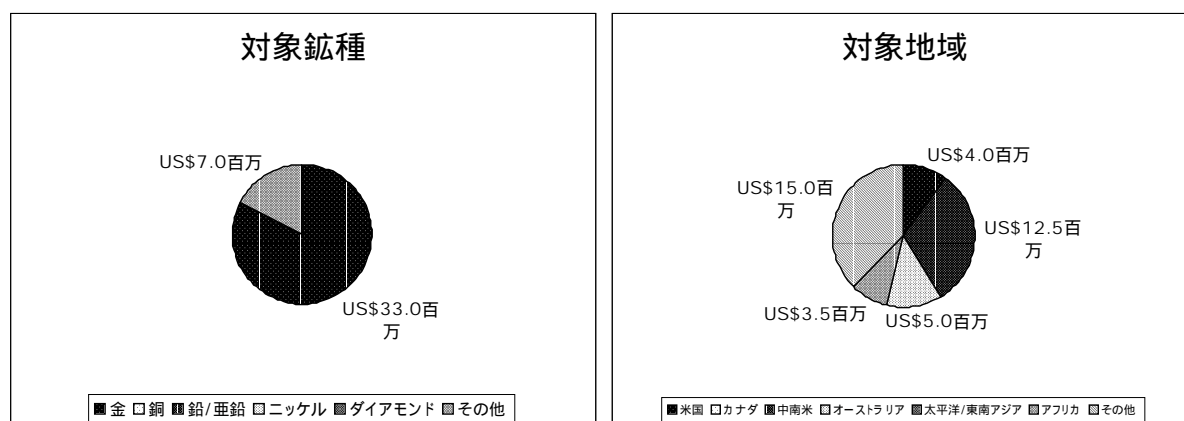 対象鉱種
US$7.0百万
US$33.0百
万
金 銅 鉛/亜鉛 ニッケル ダイアモンド その他
対象地域
US$4.0百万
US$15.0百
万
US$12.5百
万
US$3.5百万
US$5.0百万
米国 カナダ 中南米 オーストラリア 太平洋/東南アジア アフリカ その他